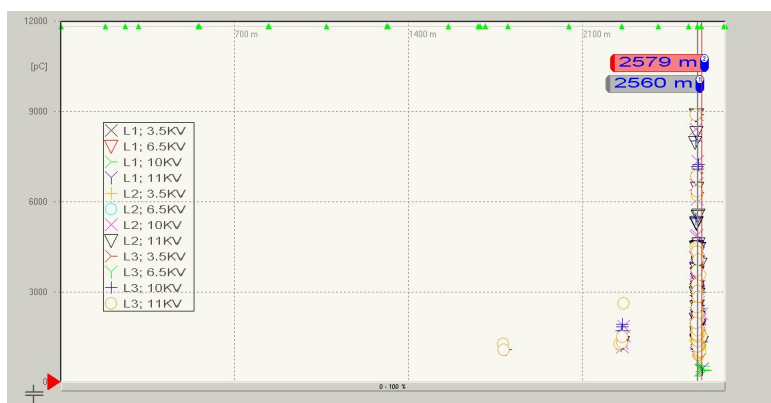 12000
700 m
1400 m
2100 m
[pC]
2579 m
2
2560 m
1
9000
L1; 3.5KV
L1; 6.5KV
L1; 10KV
L1; 11KV
L2; 3.5KV
L2; 6.5KV
L2; 10KV
L2; 11KV
L3; 3.5KV
L3; 6.5KV
L3; 10KV
L3; 11KV
6000
3000
0
0 - 100 %